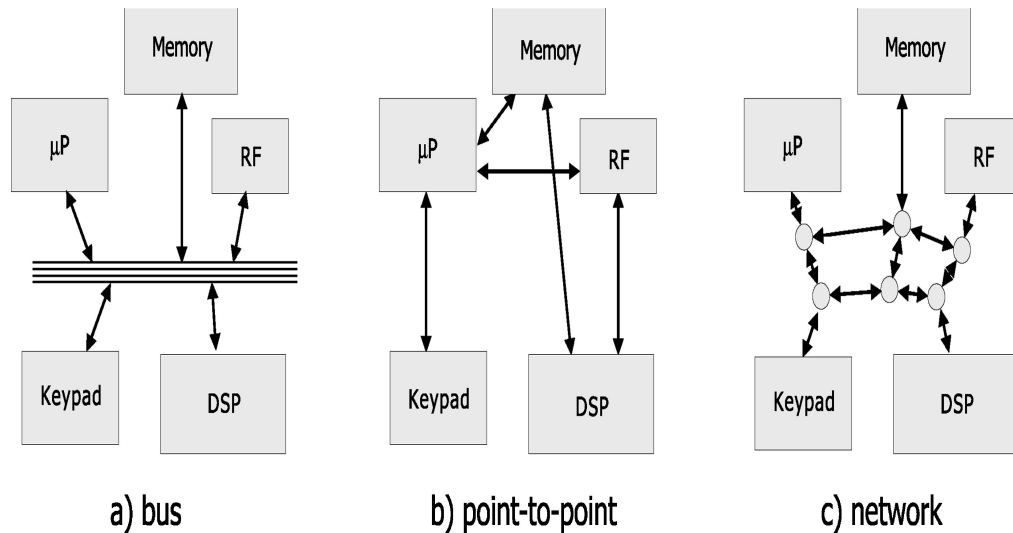 Memory
μP
RF
Keypad
DSP
a) bus
Memory
μP
RF
Keypad
DSP
b) point-to-point
Memory
μP
RF
Keypad
DSP
c) network